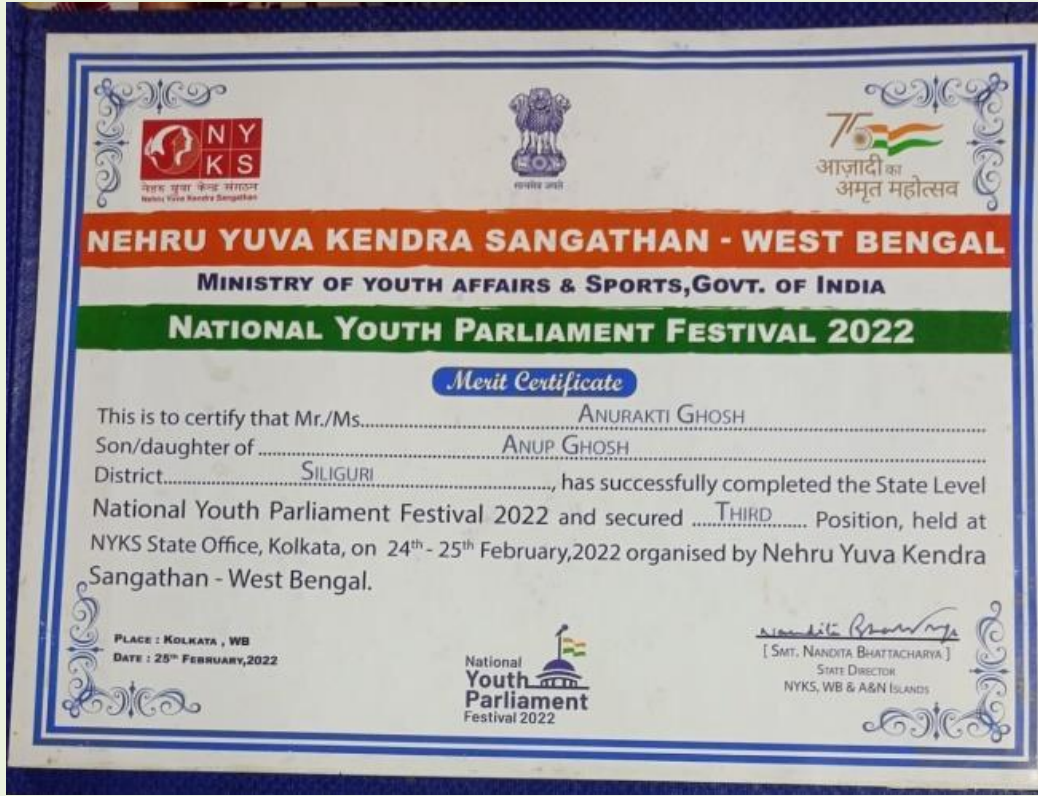 NY
KS
नेहरू युवा केन्द्र संगठन
Nehru Yuva Kendra Sangathan
सत्यमेव जयते
75
आज़ादी का
अमृत महोत्सव
NEHRU YUVA KENDRA SANGATHAN - WEST BENGAL
MINISTRY OF YOUTH AFFAIRS & SPORTS,GOVT. OF INDIA
NATIONAL YOUTH PARLIAMENT FESTIVAL 2022
Merit Certificate
This is to certify that Mr./Ms. ANURAKTI GHOSH
Son/daughter of ANUP GHOSH
District SILIGURI, has successfully completed the State Level
National Youth Parliament Festival 2022 and secured THIRD Position, held at
NYKS State Office, Kolkata, on 24th - 25th February,2022 organised by Nehru Yuva Kendra
Sangathan - West Bengal.
PLACE : KOLKATA , WB
DATE : 25th FEBRUARY,2022
National
Youth
Parliament
Festival 2022
Nandita Bhattacharya
[ SMT. NANDITA BHATTACHARYA ]
STATE DIRECTOR
NYKS, WB & A&N ISLANDS